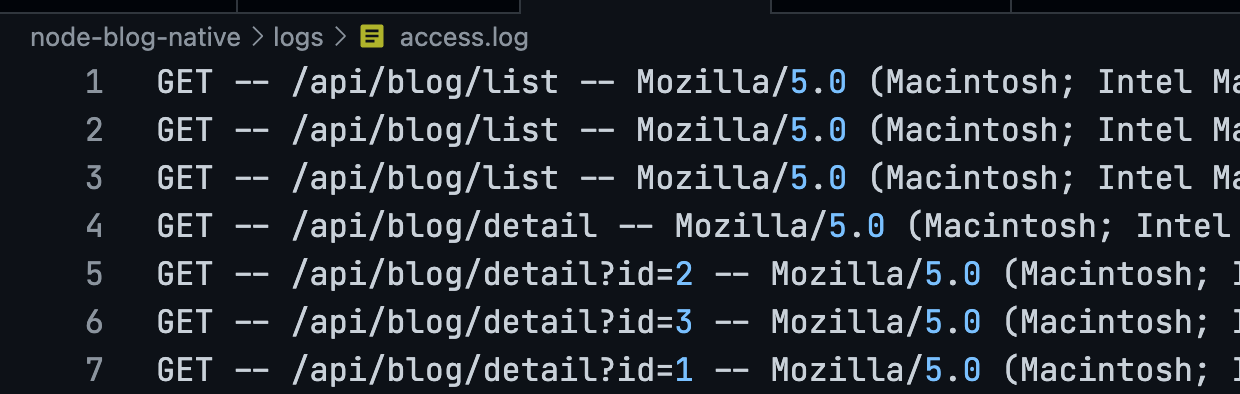 node-blog-native > logs > access.log
1 GET -- /api/blog/list -- Mozilla/5.0 (Macintosh; Intel Ma
2 GET -- /api/blog/list -- Mozilla/5.0 (Macintosh; Intel Ma
3 GET -- /api/blog/list -- Mozilla/5.0 (Macintosh; Intel Ma
4 GET -- /api/blog/detail -- Mozilla/5.0 (Macintosh; Intel
5 GET -- /api/blog/detail?id=2 -- Mozilla/5.0 (Macintosh;
6 GET -- /api/blog/detail?id=3 -- Mozilla/5.0 (Macintosh;
7 GET -- /api/blog/detail?id=1 -- Mozilla/5.0 (Macintosh;